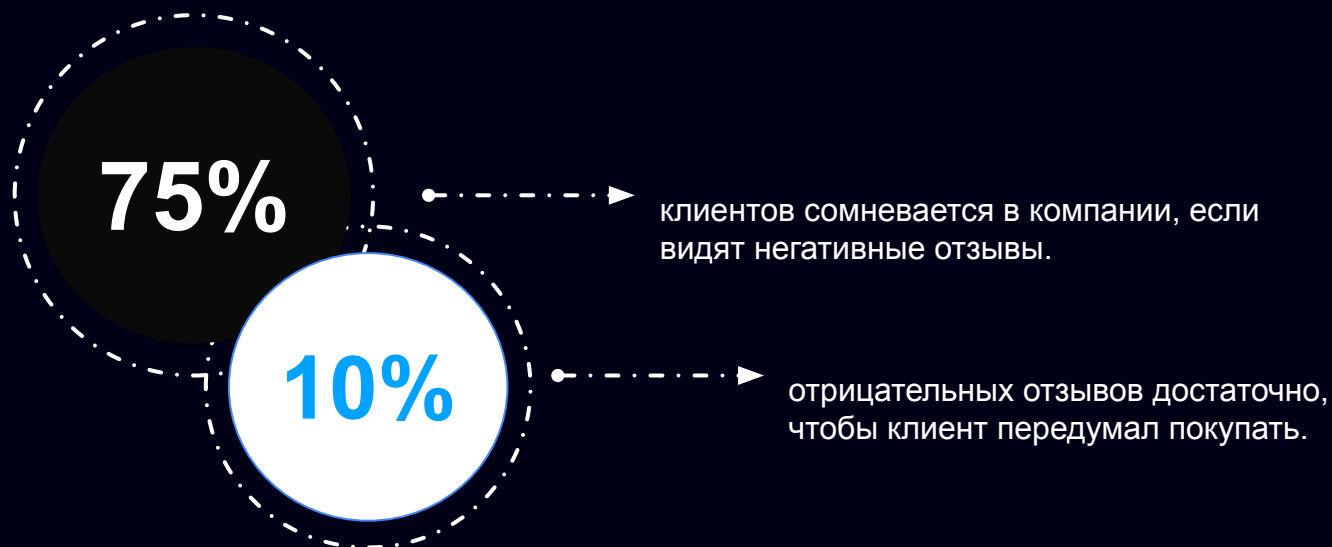 75%
клиентов сомневается в компании, если
видят негативные отзывы.
10%
отрицательных отзывов достаточно,
чтобы клиент передумал покупать.